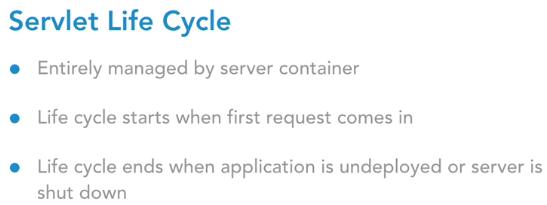 Servlet Life Cycle
● Entirely managed by server container
● Life cycle starts when first request comes in
● Life cycle ends when application is undeployed or server is
shut down